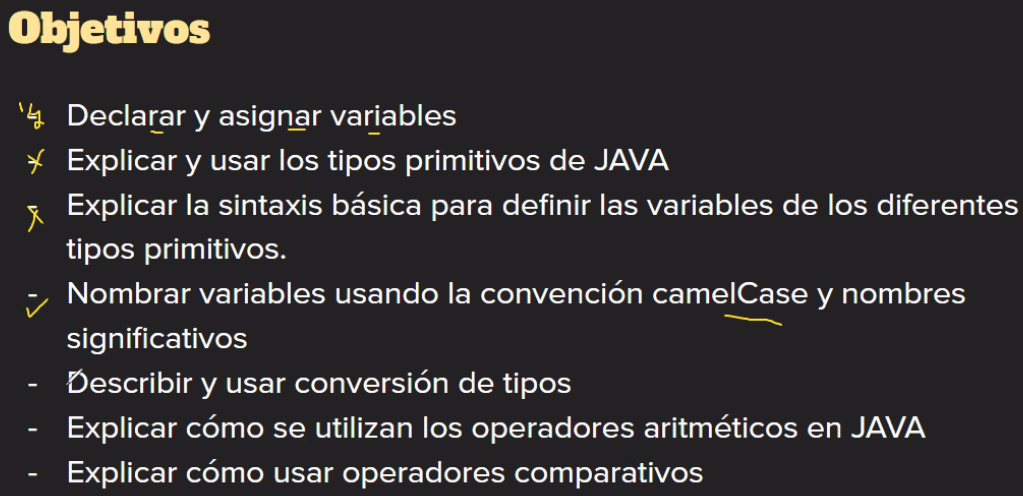 Objetivos
- Declarar y asignar variables
- Explicar y usar los tipos primitivos de JAVA
- Explicar la sintaxis básica para definir las variables de los diferentes
tipos primitivos.
- Nombrar variables usando la convención camelCase y nombres
significativos
- Describir y usar conversión de tipos
- Explicar cómo se utilizan los operadores aritméticos en JAVA
- Explicar cómo usar operadores comparativos